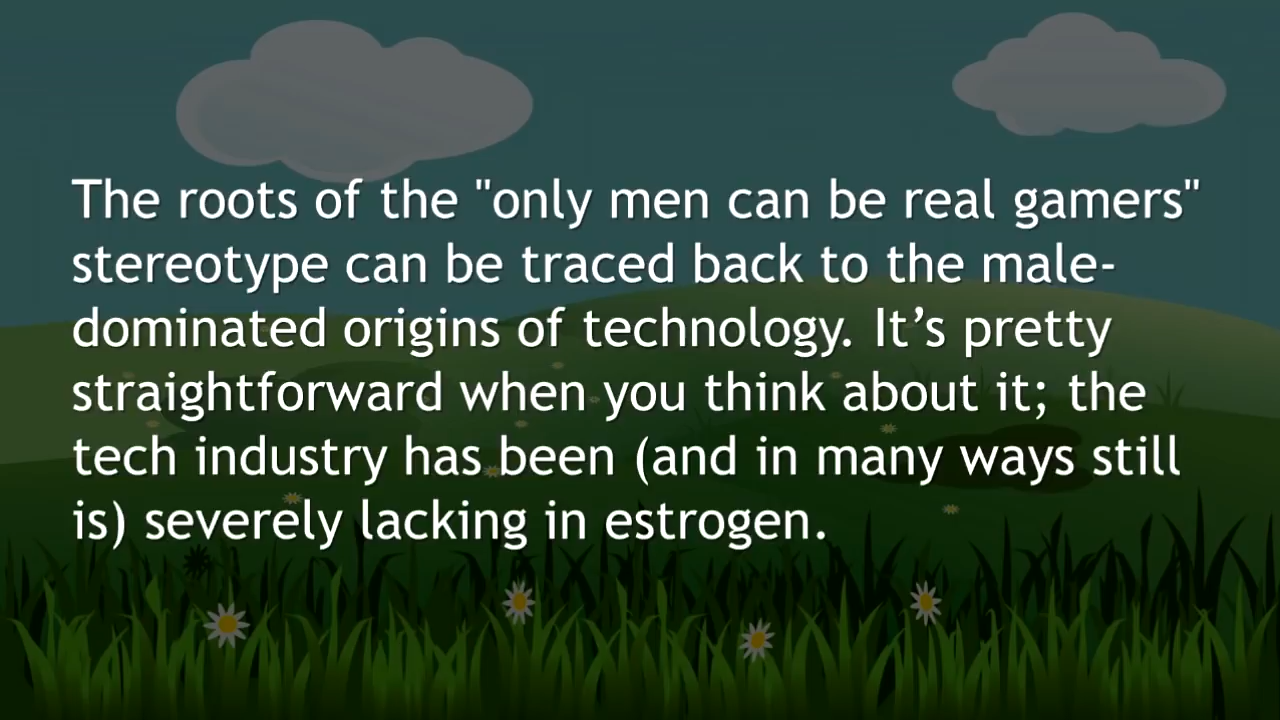 The roots of the "only men can be real gamers"
stereotype can be traced back to the male-
dominated origins of technology. It’s pretty
straightforward when you think about it; the
tech industry has been (and in many ways still
is) severely lacking in estrogen.